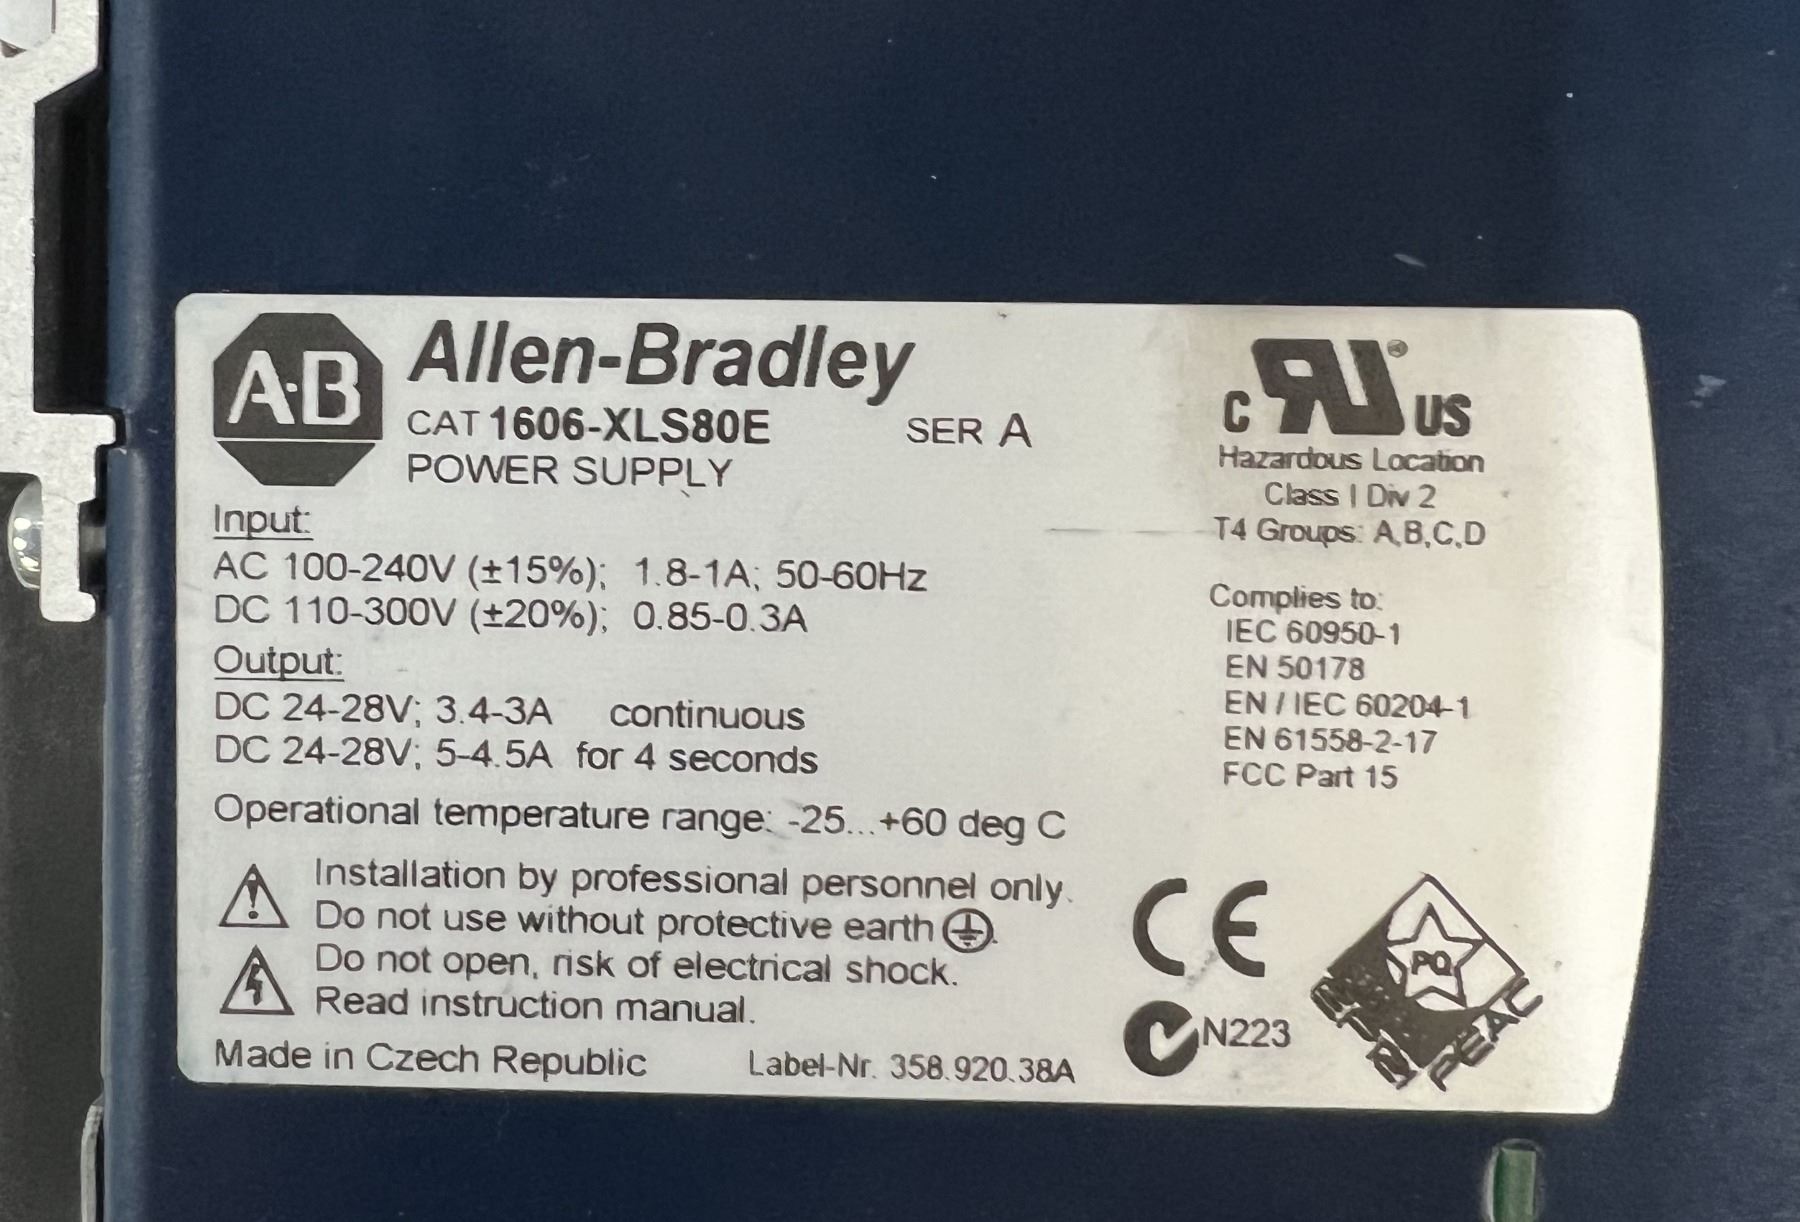 A·B Allen-Bradley
CAT 1606-XLS80E SER A
POWER SUPPLY
Input:
AC 100-240V (±15%); 1.8-1A; 50-60Hz
DC 110-300V (±20%); 0.85-0.3A
Output:
DC 24-28V; 3.4-3A continuous
DC 24-28V; 5-4.5A for 4 seconds
Operational temperature range: -25...+60 deg C
Installation by professional personnel only.
Do not use without protective earth.
Do not open, risk of electrical shock.
Read instruction manual.
Made in Czech Republic Label-Nr. 358.920.38A
C RU ® US
Hazardous Location
Class I Div 2
T4 Groups: A,B,C,D
Complies to:
IEC 60950-1
EN 50178
EN / IEC 60204-1
EN 61558-2-17
FCC Part 15
CE
N223
PQ